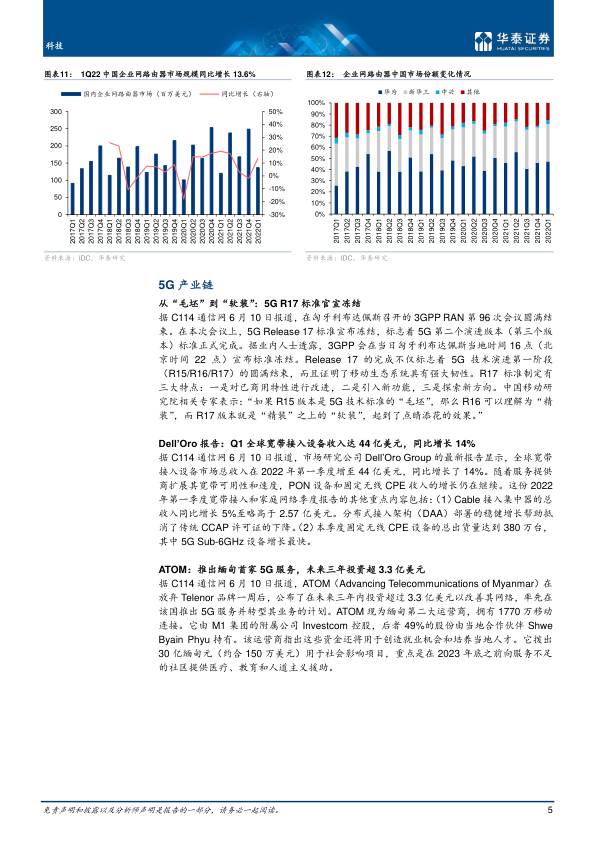 科技
华泰证券
HUATAI SECURITIES
图表11： 1Q22 中国企业网路由器市场规模同比增长 13.6%
国内企业网路由器市场（百万美元） 同比增长（右轴）
300
250
200
150
100
50
0
50%
40%
30%
20%
10%
0%
-10%
-20%
-30%
2017Q1
2017Q2
2017Q3
2017Q4
2018Q1
2018Q2
2018Q3
2018Q4
2019Q1
2019Q2
2019Q3
2019Q4
2020Q1
2020Q2
2020Q3
2020Q4
2021Q1
2021Q2
2021Q3
2021Q4
2022Q1
资料来源：IDC，华泰研究
图表12： 企业网路由器中国市场份额变化情况
华为 新华三 中兴 其他
100%
90%
80%
70%
60%
50%
40%
30%
20%
10%
0%
2017Q1
2017Q2
2017Q3
2017Q4
2018Q1
2018Q2
2018Q3
2018Q4
2019Q1
2019Q2
2019Q3
2019Q4
2020Q1
2020Q2
2020Q3
2020Q4
2021Q1
2021Q2
2021Q3
2021Q4
2022Q1
资料来源：IDC，华泰研究
5G 产业链
从“毛坯”到“软装”：5G R17 标准官宣冻结
据 C114 通信网 6 月 10 日报道，在匈牙利布达佩斯召开的 3GPP RAN 第 96 次会议圆满结
束。在本次会议上，5G Release 17 标准宣布冻结，标志着 5G 第二个演进版本（第三个版
本）标准正式完成。据业内人士透露，3GPP 会在当日匈牙利布达佩斯当地时间 16 点（北
京时间 22 点）宣布标准冻结。Release 17 的完成不仅标志着 5G 技术演进第一阶段
（R15/R16/R17）的圆满结束，而且证明了移动生态系统具有强大韧性。R17 标准制定有
三大特点：一是对已商用特性进行改进，二是引入新功能，三是探索新方向。中国移动研
究院相关专家表示：“如果 R15 版本是 5G 技术标准的“毛坯”，那么 R16 可以理解为“精
装”，而 R17 版本就是“精装”之上的“软装”，起到了点睛添花的效果。”
Dell'Oro 报告：Q1 全球宽带接入设备收入达 44 亿美元，同比增长 14%
据 C114 通信网 6 月 10 日报道，市场研究公司 Dell'Oro Group 的最新报告显示，全球宽带
接入设备市场总收入在 2022 年第一季度增至 44 亿美元，同比增长了 14%。随着服务提供
商扩展其宽带可用性和速度，PON 设备和固定无线 CPE 收入的增长仍在继续。这份 2022
年第一季度宽带接入和家庭网络季度报告的其他重点内容包括：（1）Cable 接入集中器的总
收入同比增长 5%至略高于 2.57 亿美元。分布式接入架构（DAA）部署的稳健增长帮助抵
消了传统 CCAP 许可证的下降。（2）本季度固定无线 CPE 设备的总出货量达到 380 万台，
其中 5G Sub-6GHz 设备增长最快。
ATOM：推出缅甸首家 5G 服务，未来三年投资超 3.3 亿美元
据 C114 通信网 6 月 10 日报道，ATOM（Advancing Telecommunications of Myanmar）在
放弃 Telenor 品牌一周后，公布了在未来三年内投资超过 3.3 亿美元以改善其网络，率先在
该国推出 5G 服务并转型其业务的计划。ATOM 现为缅甸第二大运营商，拥有 1770 万移动
连接。它由 M1 集团的附属公司 Investcom 控股，后者 49%的股份由当地合作伙伴 Shwe
Byain Phyu 持有。该运营商指出这些资金还将用于创造就业机会和培养当地人才。它拨出
30 亿缅甸元（约合 150 万美元）用于社会影响项目，重点是在 2023 年底之前向服务不足
的社区提供医疗、教育和人道主义援助。
免责声明和披露以及分析师声明是报告的一部分，请务必一起阅读。
5